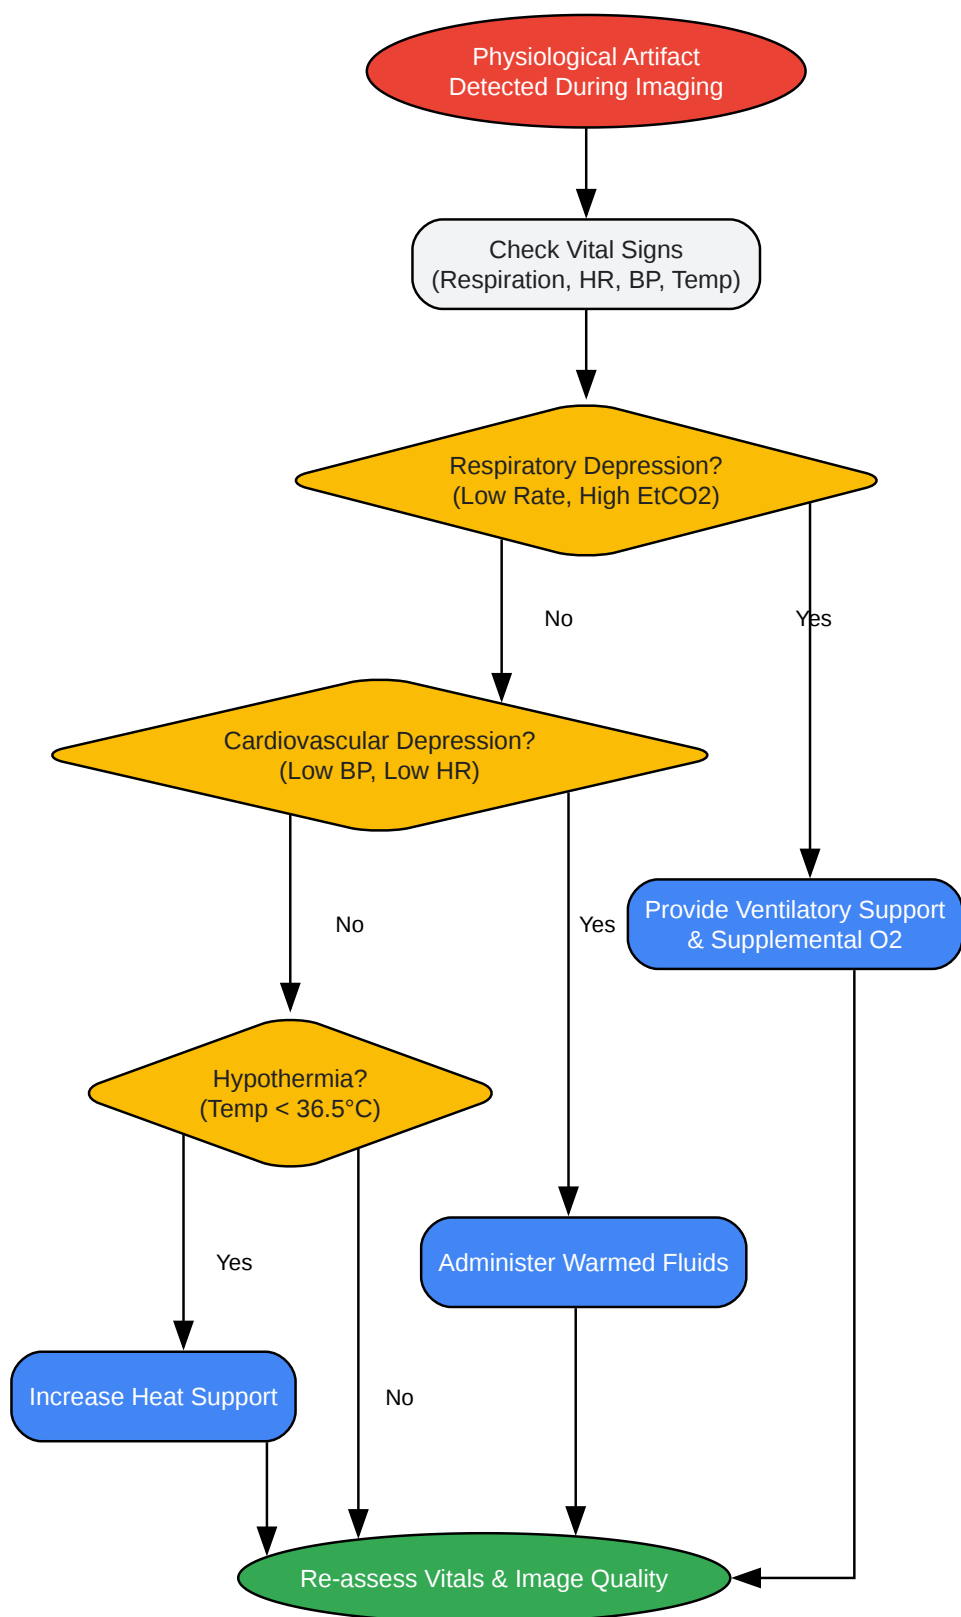 Physiological Artifact
Detected During Imaging
Check Vital Signs
(Respiration, HR, BP, Temp)
Respiratory Depression?
(Low Rate, High EtCO2)
No
Yes
Cardiovascular Depression?
(Low BP, Low HR)
Provide Ventilatory Support
& Supplemental O2
No
Yes
Hypothermia?
(Temp < 36.5°C)
Yes
Administer Warmed Fluids
Increase Heat Support
No
Re-assess Vitals & Image Quality